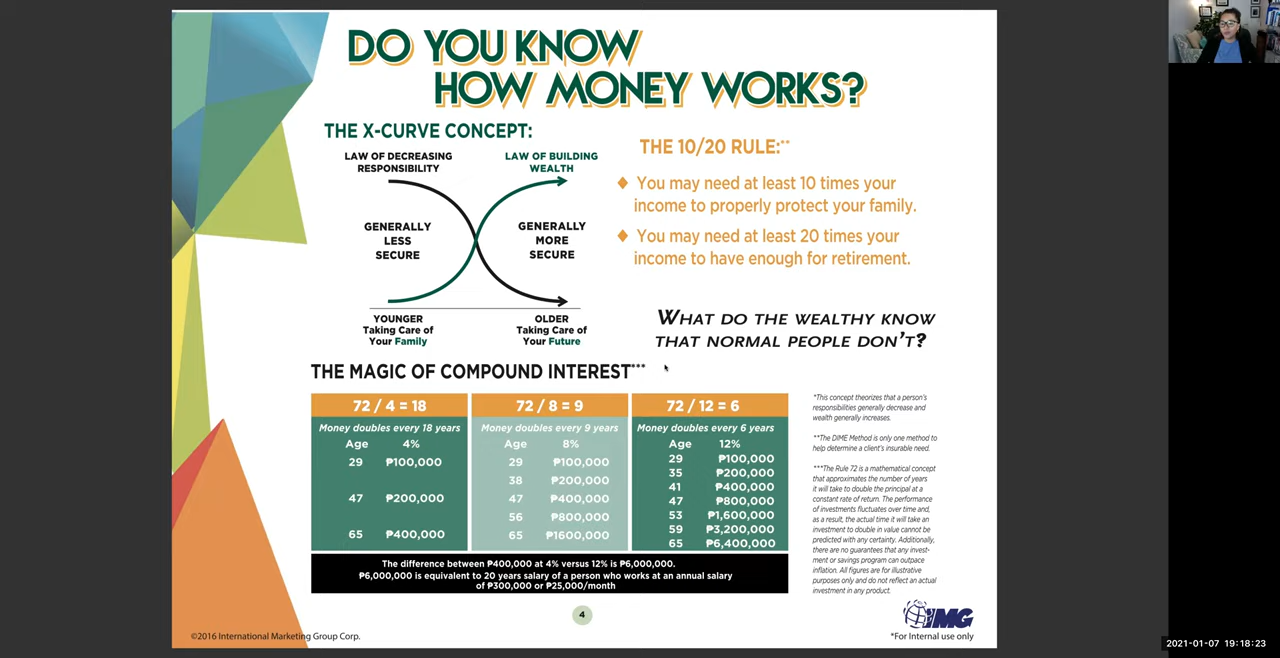 DO YOU KNOW
HOW MONEY WORKS?
THE X-CURVE CONCEPT:
LAW OF DECREASING
RESPONSIBILITY
LAW OF BUILDING
WEALTH
GENERALLY
LESS
SECURE
GENERALLY
MORE
SECURE
YOUNGER
Taking Care of
Your Family
OLDER
Taking Care of
Your Future
THE 10/20 RULE:**
You may need at least 10 times your
income to properly protect your family.
You may need at least 20 times your
income to have enough for retirement.
WHAT DO THE WEALTHY KNOW
THAT NORMAL PEOPLE DON'T?
THE MAGIC OF COMPOUND INTEREST***
72 / 4 = 18
Money doubles every 18 years
Age 4%
29 ₱100,000
47 ₱200,000
65 ₱400,000
72 / 8 = 9
Money doubles every 9 years
Age 8%
29 ₱100,000
38 ₱200,000
47 ₱400,000
56 ₱800,000
65 ₱1600,000
72 / 12 = 6
Money doubles every 6 years
Age 12%
29 ₱100,000
35 ₱200,000
41 ₱400,000
47 ₱800,000
53 ₱1,600,000
59 ₱3,200,000
65 ₱6,400,000
The difference between ₱400,000 at 4% versus 12% is ₱6,000,000.
₱6,000,000 is equivalent to 20 years salary of a person who works at an annual salary
of ₱300,000 or ₱25,000/month
*This concept theorizes that a person's
responsibilities generally decrease and
wealth generally increases.
**The DIME Method is only one method to
help determine a client's insurable need.
***The Rule 72 is a mathematical concept
that approximates the number of years
it will take to double the principal at a
constant rate of return. The performance
of investments fluctuates over time and,
as a result, the actual time it will take an
investment to double in value cannot be
predicted with any certainty. Additionally,
there are no guarantees that any invest-
ment or savings program can outpace
inflation. All figures are for illustrative
purposes only and do not reflect an actual
investment in any product.
4
IMG
©2016 International Marketing Group Corp.
*For Internal use only
2021-01-07 19:18:23